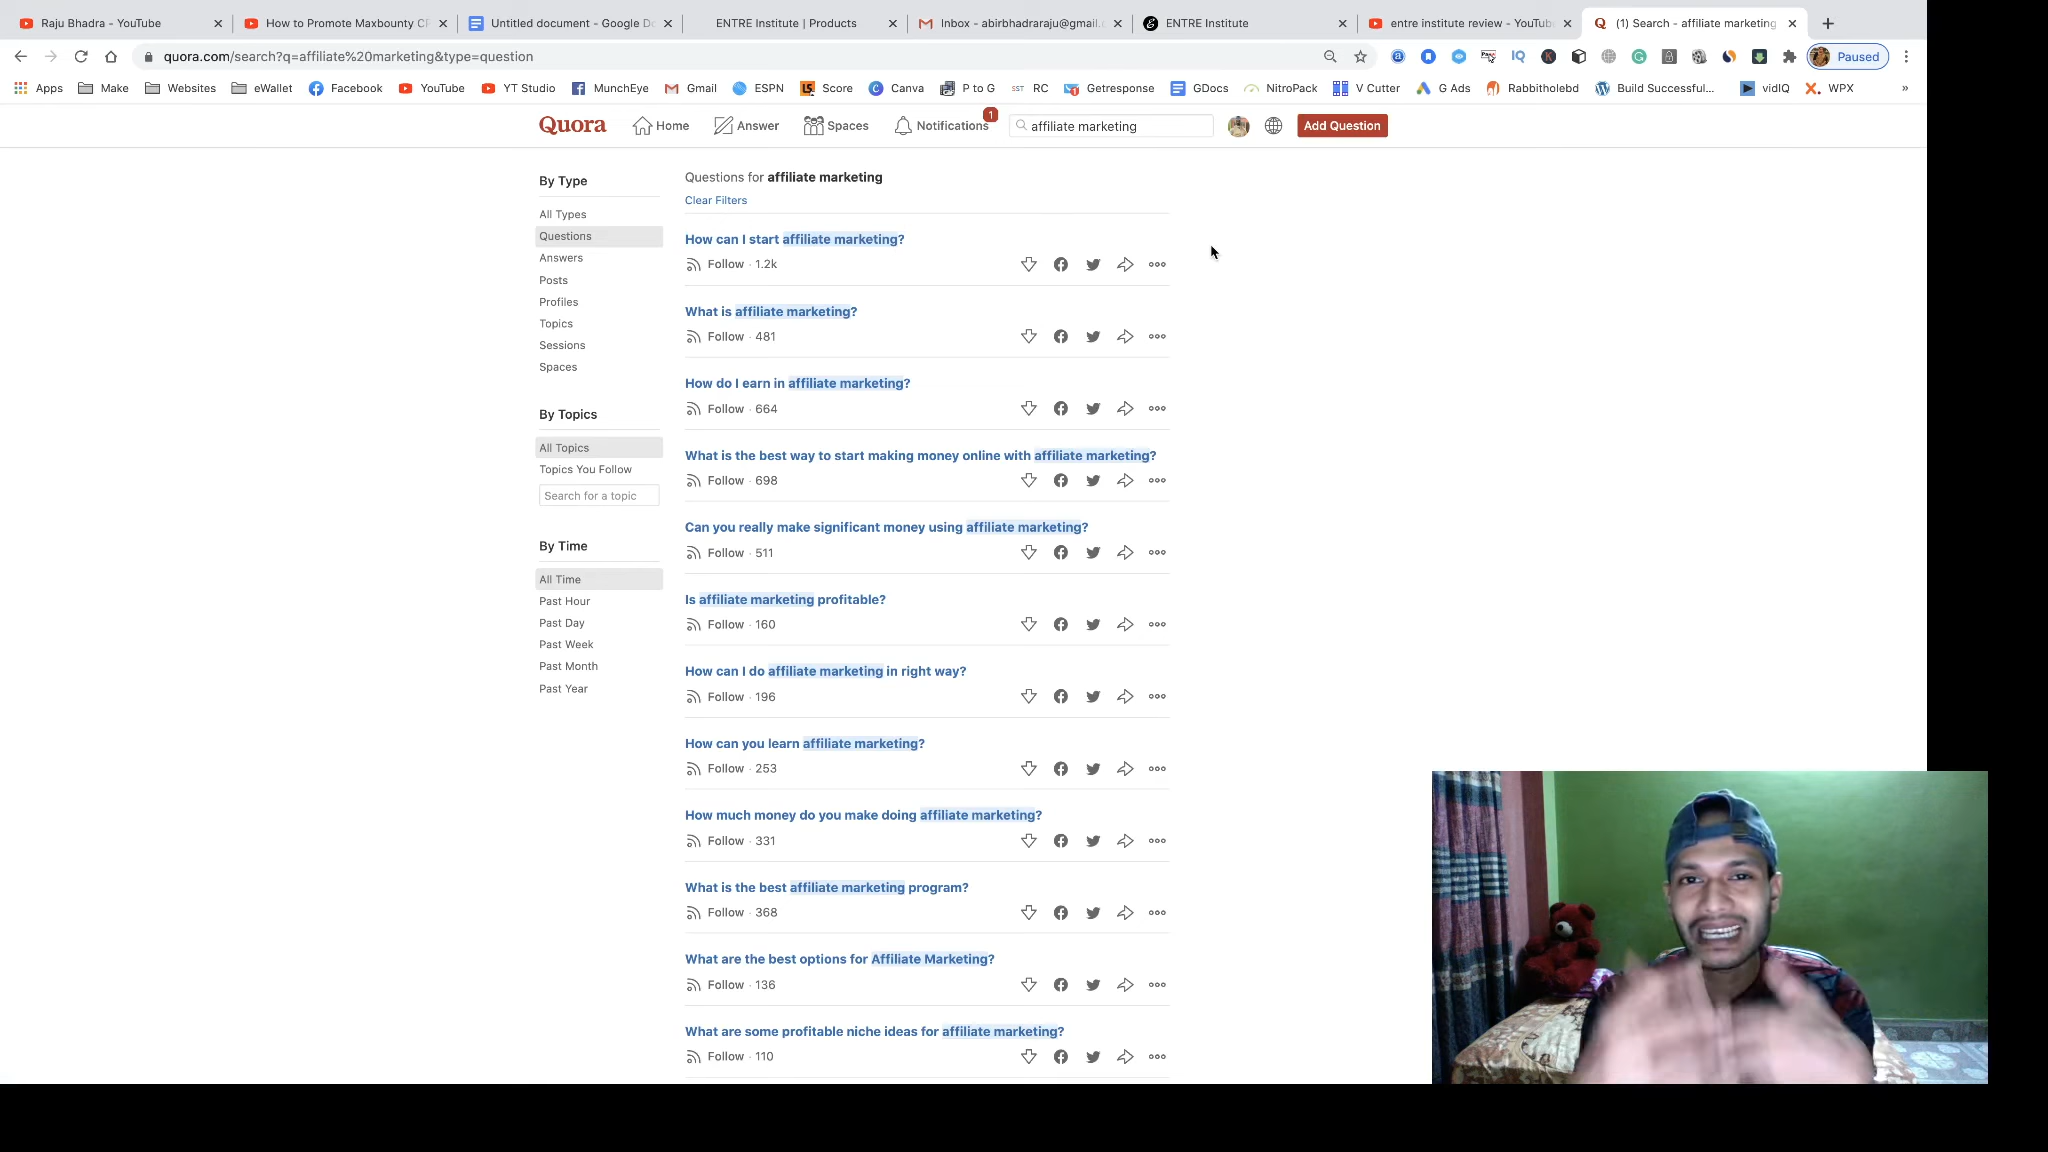 Raju Bhadra - YouTube
How to Promote Maxbounty CP
Untitled document - Google Do
ENTRE Institute | Products
Inbox - abirbhadraraju@gmail.c
ENTRE Institute
entre institute review - YouTub
(1) Search - affiliate marketing
quora.com/search?q=affiliate%20marketing&type=question
Paused
Apps
Make
Websites
eWallet
Facebook
YouTube
YT Studio
MunchEye
Gmail
ESPN
Score
Canva
P to G
RC
Getresponse
GDocs
NitroPack
V Cutter
G Ads
Rabbitholebd
Build Successful...
vidIQ
WPX
»
Quora
Home
Answer
Spaces
Notifications
1
affiliate marketing
Add Question
By Type
All Types
Questions
Answers
Posts
Profiles
Topics
Sessions
Spaces
By Topics
All Topics
Topics You Follow
Search for a topic
By Time
All Time
Past Hour
Past Day
Past Week
Past Month
Past Year
Questions for affiliate marketing
Clear Filters
How can I start affiliate marketing?
Follow · 1.2k
What is affiliate marketing?
Follow · 481
How do I earn in affiliate marketing?
Follow · 664
What is the best way to start making money online with affiliate marketing?
Follow · 698
Can you really make significant money using affiliate marketing?
Follow · 511
Is affiliate marketing profitable?
Follow · 160
How can I do affiliate marketing in right way?
Follow · 196
How can you learn affiliate marketing?
Follow · 253
How much money do you make doing affiliate marketing?
Follow · 331
What is the best affiliate marketing program?
Follow · 368
What are the best options for Affiliate Marketing?
Follow · 136
What are some profitable niche ideas for affiliate marketing?
Follow · 110